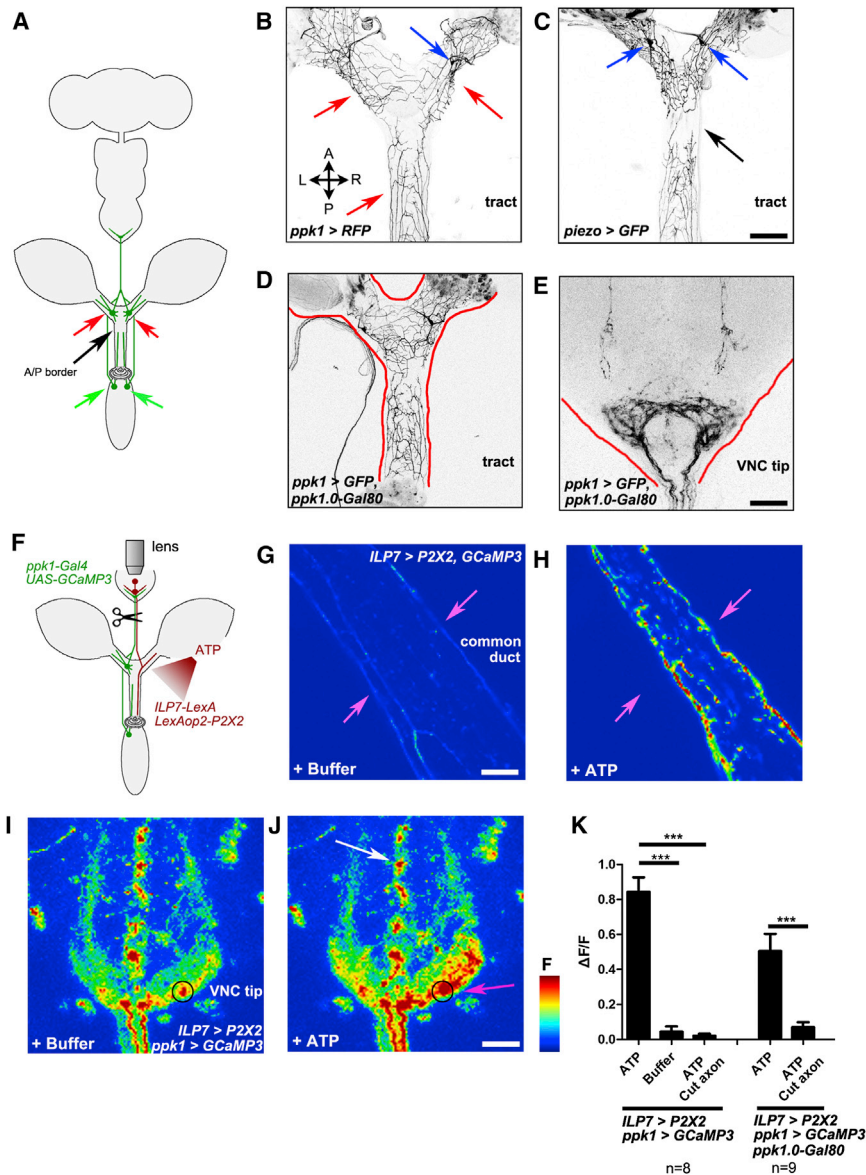 A
A/P border
B
A
L
R
P
tract
ppk1 > RFP
C
tract
piezo > GFP
D
ppk1 > GFP,
ppk1.0-Gal80
tract
E
VNC tip
ppk1 > GFP,
ppk1.0-Gal80
F
lens
ppk1-Gal4
UAS-GCaMP3
ATP
ILP7-LexA
LexAop2-P2X2
G
ILP7 > P2X2, GCaMP3
common
duct
+ Buffer
H
+ ATP
I
VNC tip
+ Buffer
ILP7 > P2X2
ppk1 > GCaMP3
J
+ ATP
F
K
***
***
***
1.0
0.8
0.6
0.4
0.2
0.0
ΔF/F
ATP
Buffer
ATP
Cut axon
ATP
ATP
Cut axon
ILP7 > P2X2
ppk1 > GCaMP3
n=8
ILP7 > P2X2
ppk1 > GCaMP3
ppk1.0-Gal80
n=9